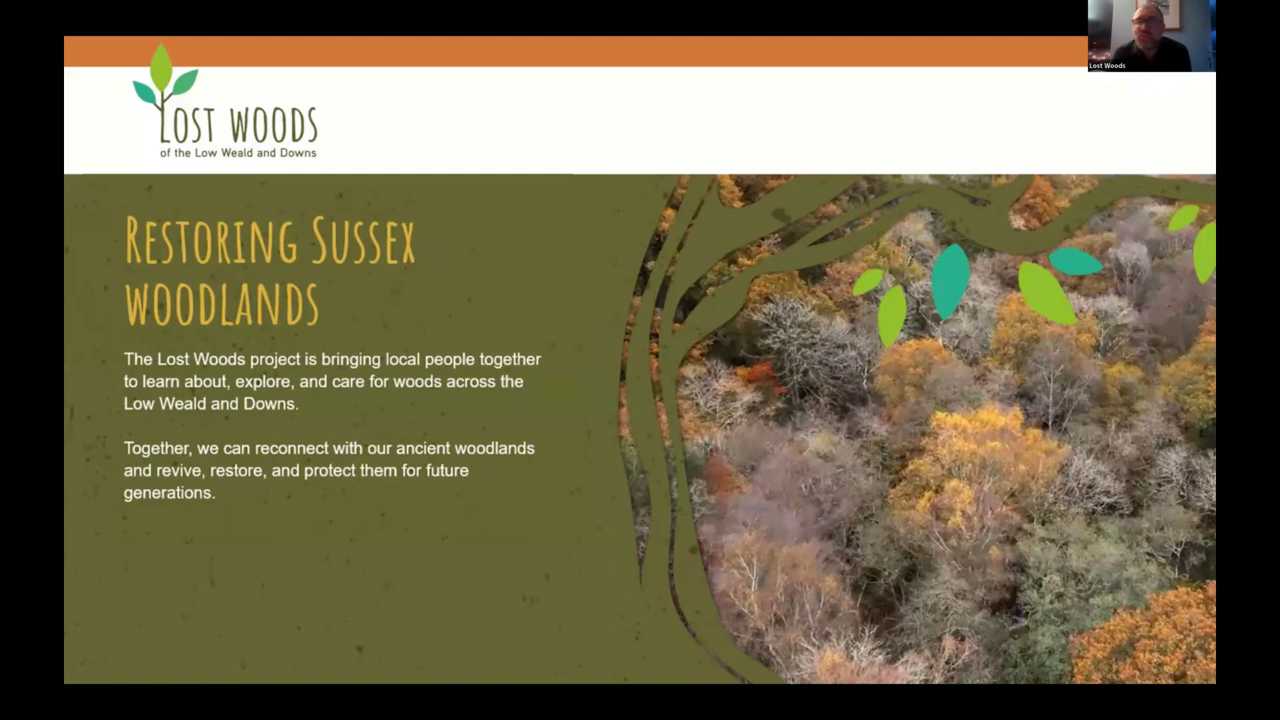 Lost Woods
LOST WOODS
of the Low Weald and Downs
RESTORING SUSSEX
WOODLANDS
The Lost Woods project is bringing local people together
to learn about, explore, and care for woods across the
Low Weald and Downs.
Together, we can reconnect with our ancient woodlands
and revive, restore, and protect them for future
generations.